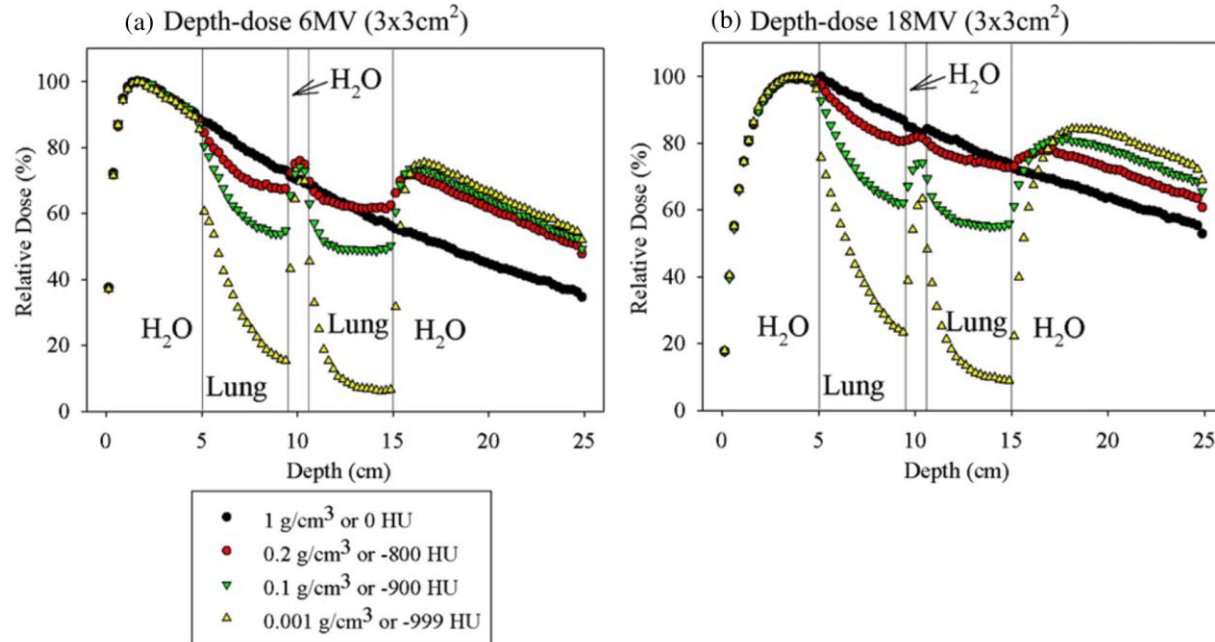 (a) Depth-dose 6MV (3x3cm²)
100
80
60
40
20
0
Relative Dose (%)
H₂O
H₂O
Lung
Lung
H₂O
0 5 10 15 20 25
Depth (cm)
(b) Depth-dose 18MV (3x3cm²)
100
80
60
40
20
0
Relative Dose (%)
H₂O
H₂O
Lung
Lung
H₂O
0 5 10 15 20 25
Depth (cm)
1 g/cm³ or 0 HU
0.2 g/cm³ or -800 HU
0.1 g/cm³ or -900 HU
0.001 g/cm³ or -999 HU